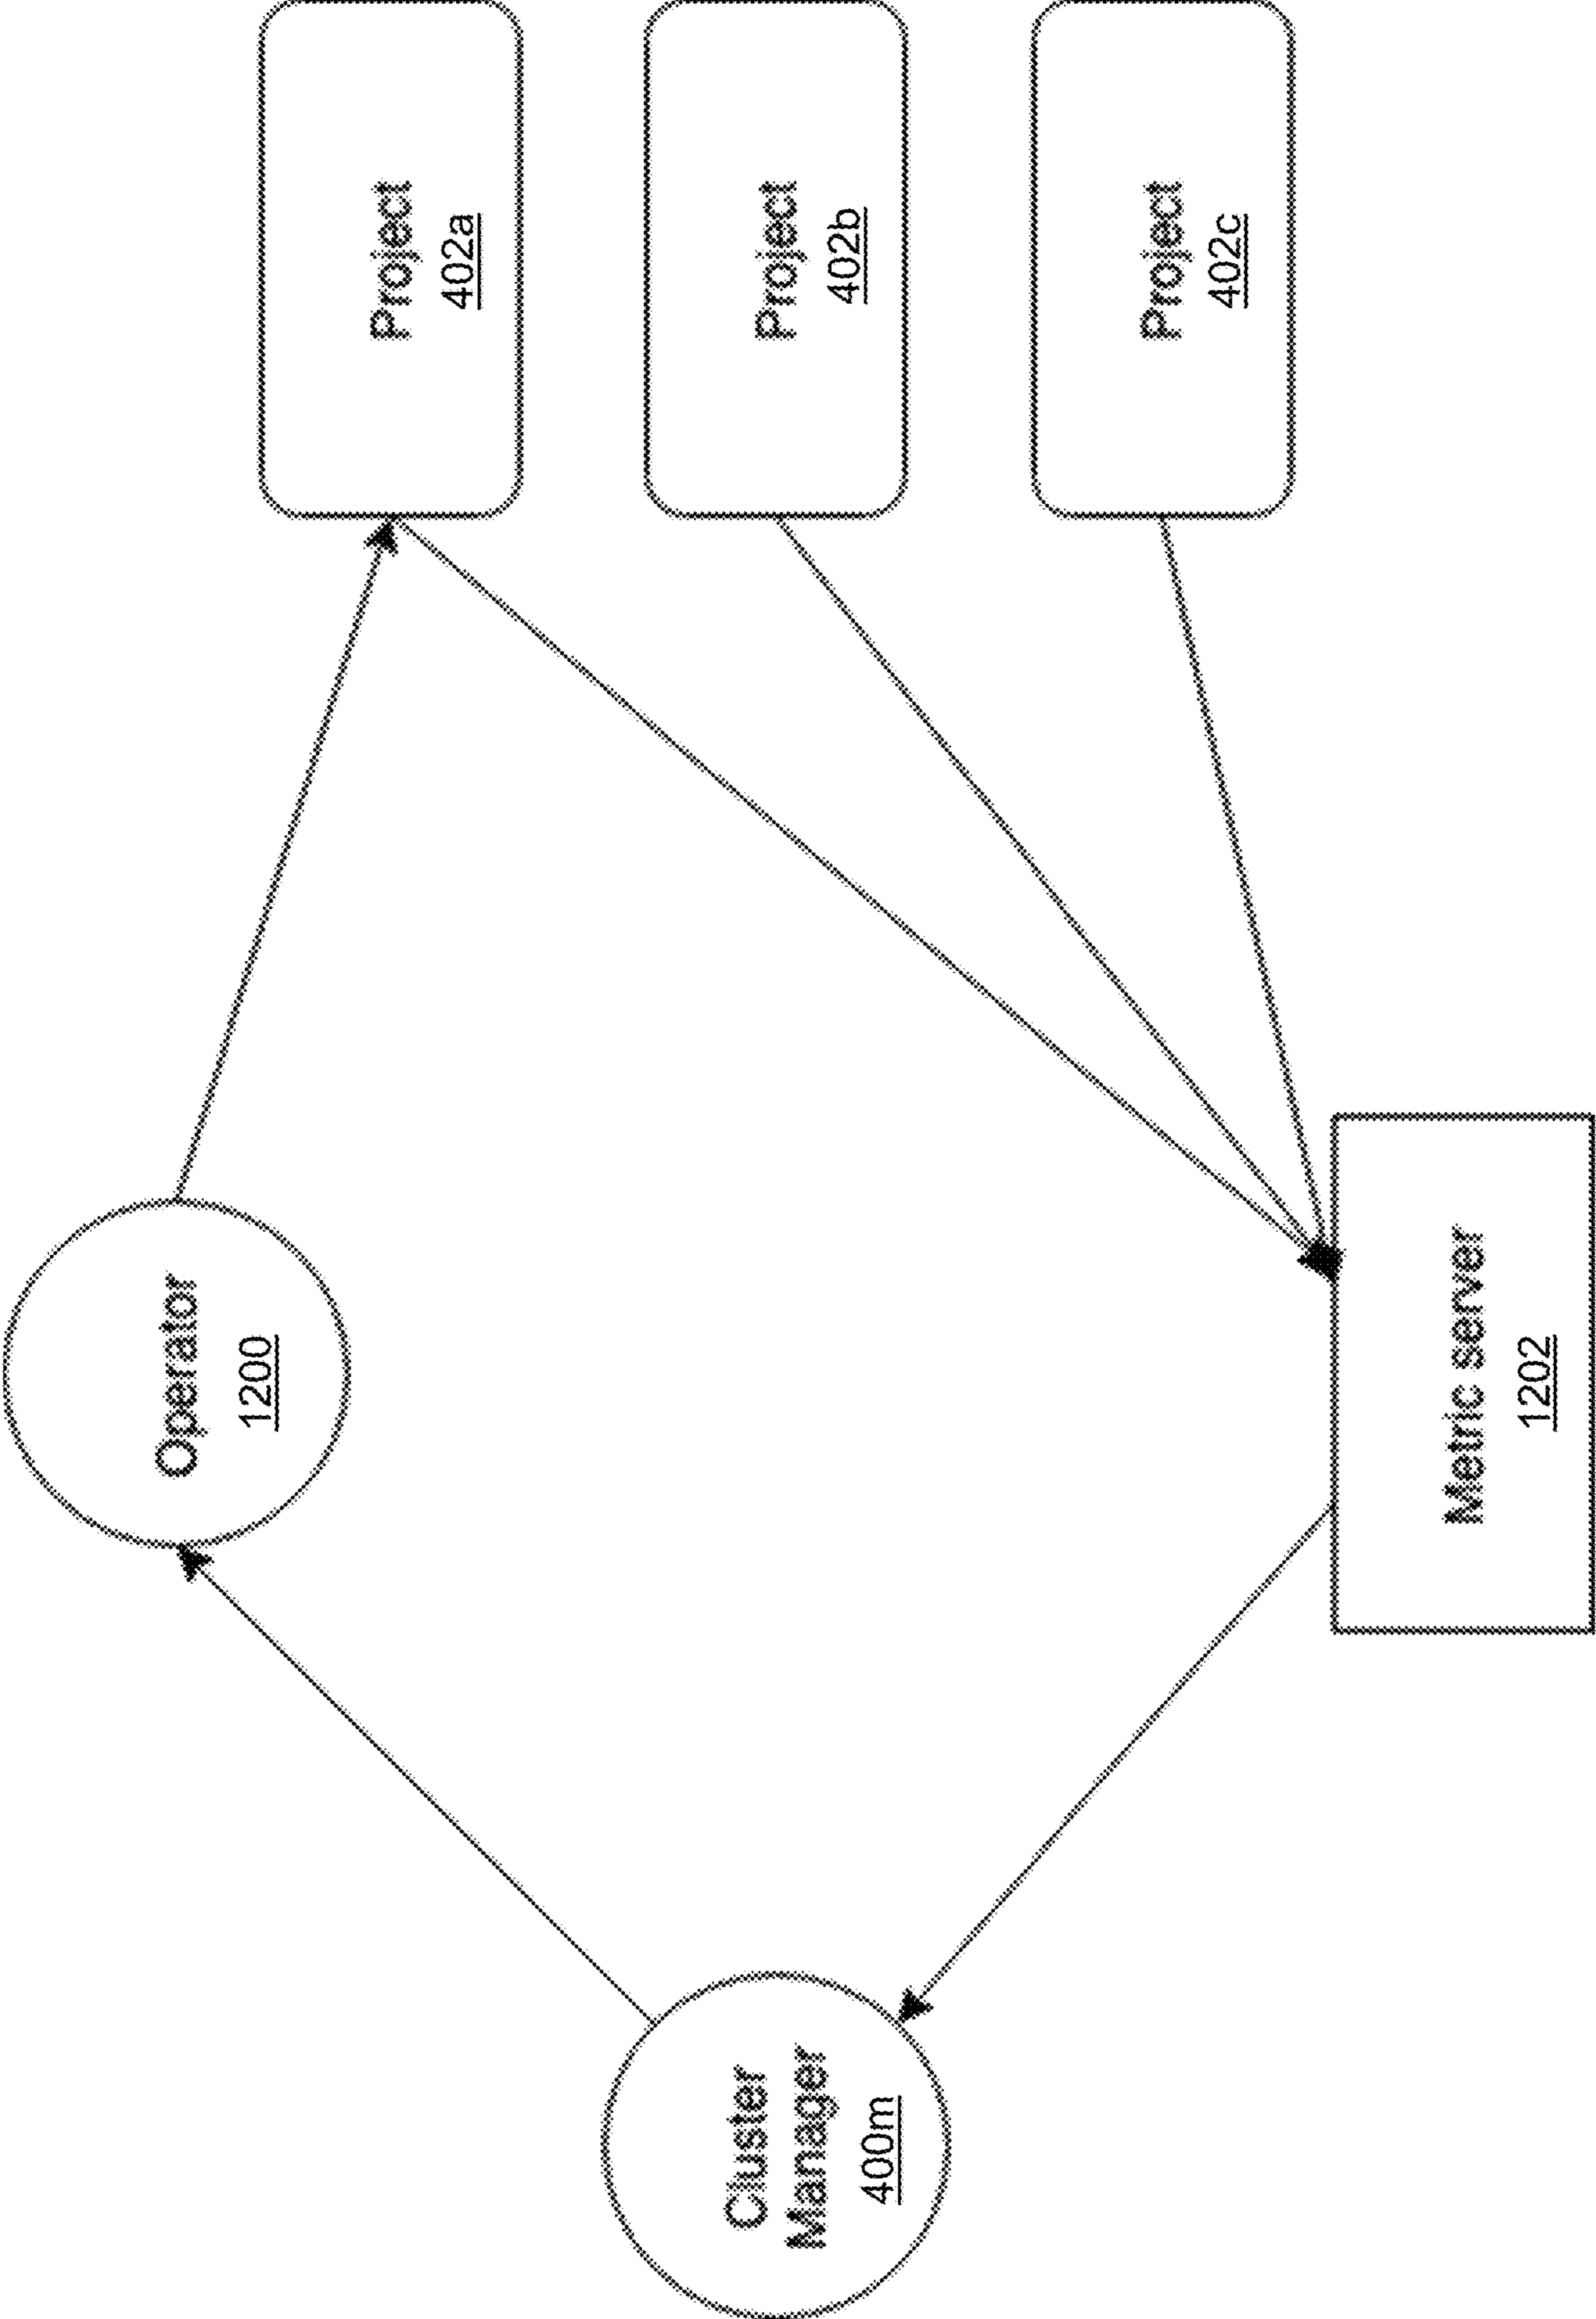 Operator
1200
Project
402a
Cluster
Manager
400m
Project
402b
Project
402c
Metric server
1202